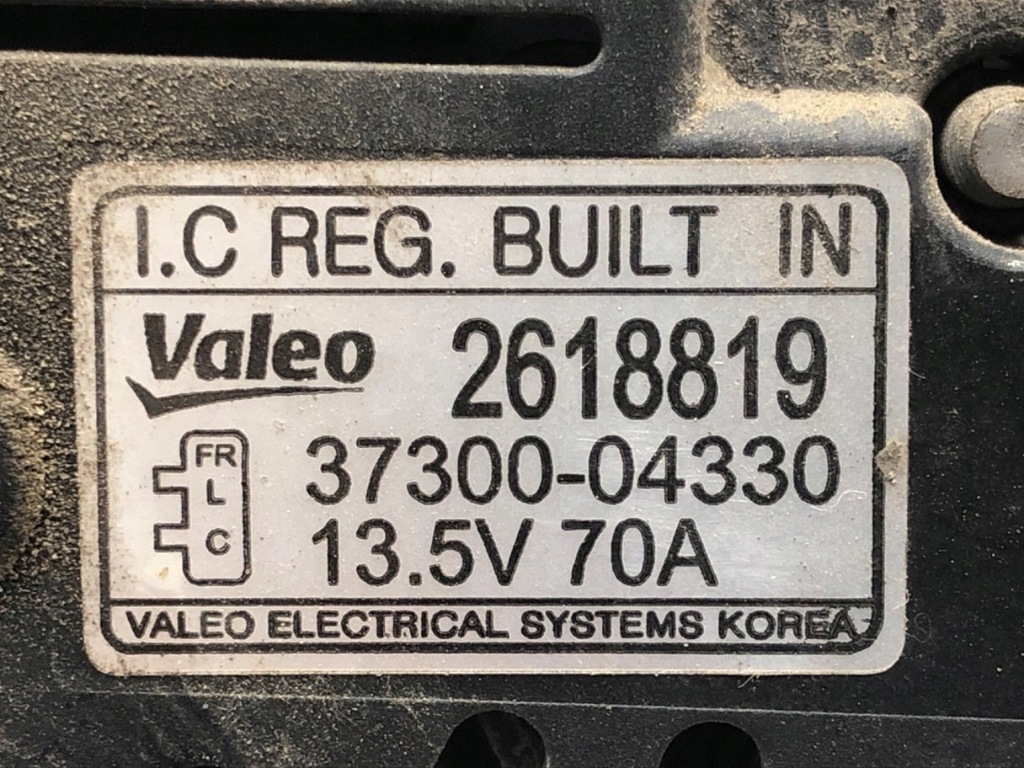 I.C REG. BUILT IN
Valeo 2618819
FR
L
C
37300-04330
13.5V 70A
VALEO ELECTRICAL SYSTEMS KOREA